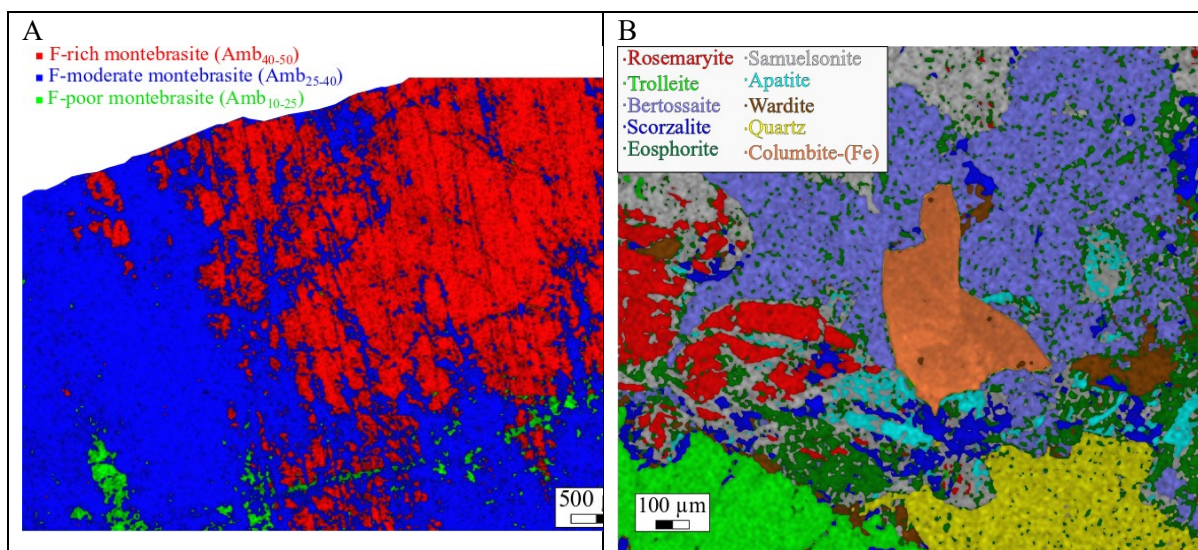 A
F-rich montebrasite (Amb40-50)
F-moderate montebrasite (Amb25-40)
F-poor montebrasite (Amb10-25)
500
B
·Rosemaryite ·Samuelsonite
·Trolleite ·Apatite
·Bertossaite ·Wardite
·Scorzalite ·Quartz
·Eosphorite ·Columbite-(Fe)
100 µm